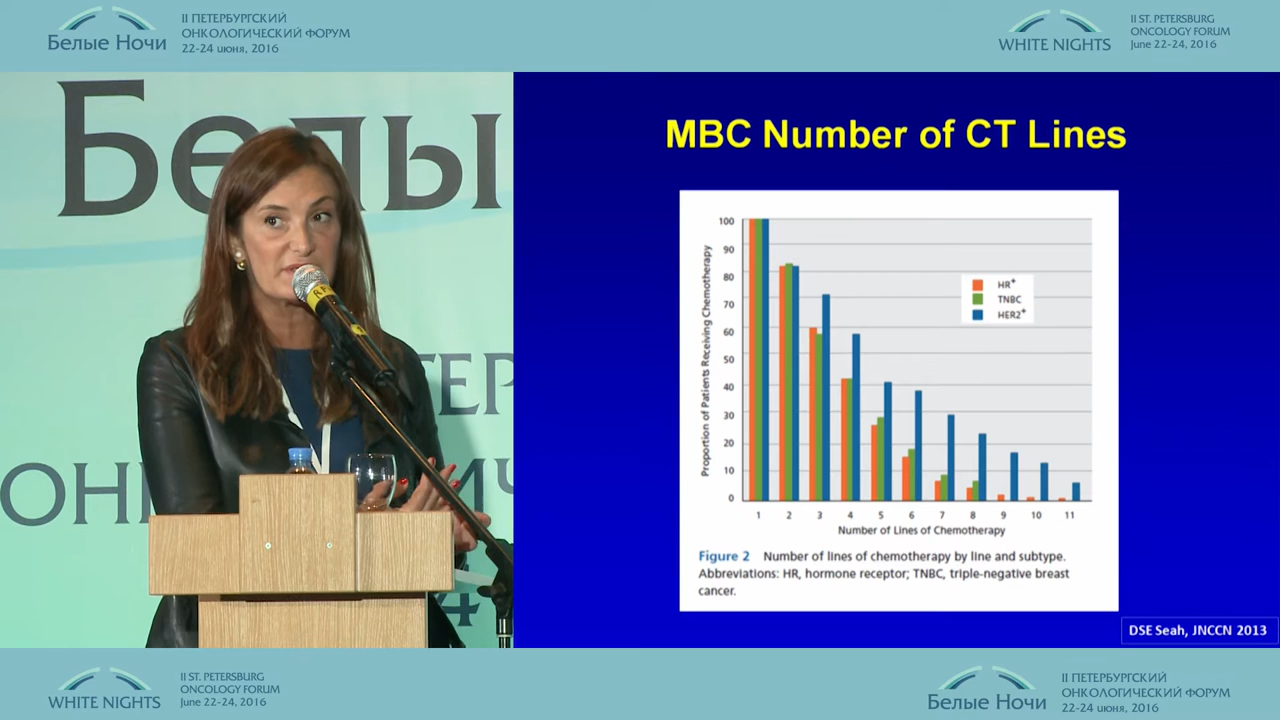 Белые Ночи
II ПЕТЕРБУРГСКИЙ
ОНКОЛОГИЧЕСКИЙ ФОРУМ
22-24 июня, 2016
WHITE NIGHTS
II ST. PETERSBURG
ONCOLOGY FORUM
June 22-24, 2016
Белы
ТЕР
ОН
ИЧ
MBC Number of CT Lines
Proportion of Patients Receiving Chemotherapy
100
90
80
70
60
50
40
30
20
10
0
HR+
TNBC
HER2+
1 2 3 4 5 6 7 8 9 10 11
Number of Lines of Chemotherapy
Figure 2 Number of lines of chemotherapy by line and subtype.
Abbreviations: HR, hormone receptor; TNBC, triple-negative breast
cancer.
DSE Seah, JNCCN 2013
WHITE NIGHTS
II ST. PETERSBURG
ONCOLOGY FORUM
June 22-24, 2016
Белые Ночи
II ПЕТЕРБУРГСКИЙ
ОНКОЛОГИЧЕСКИЙ ФОРУМ
22-24 июня, 2016